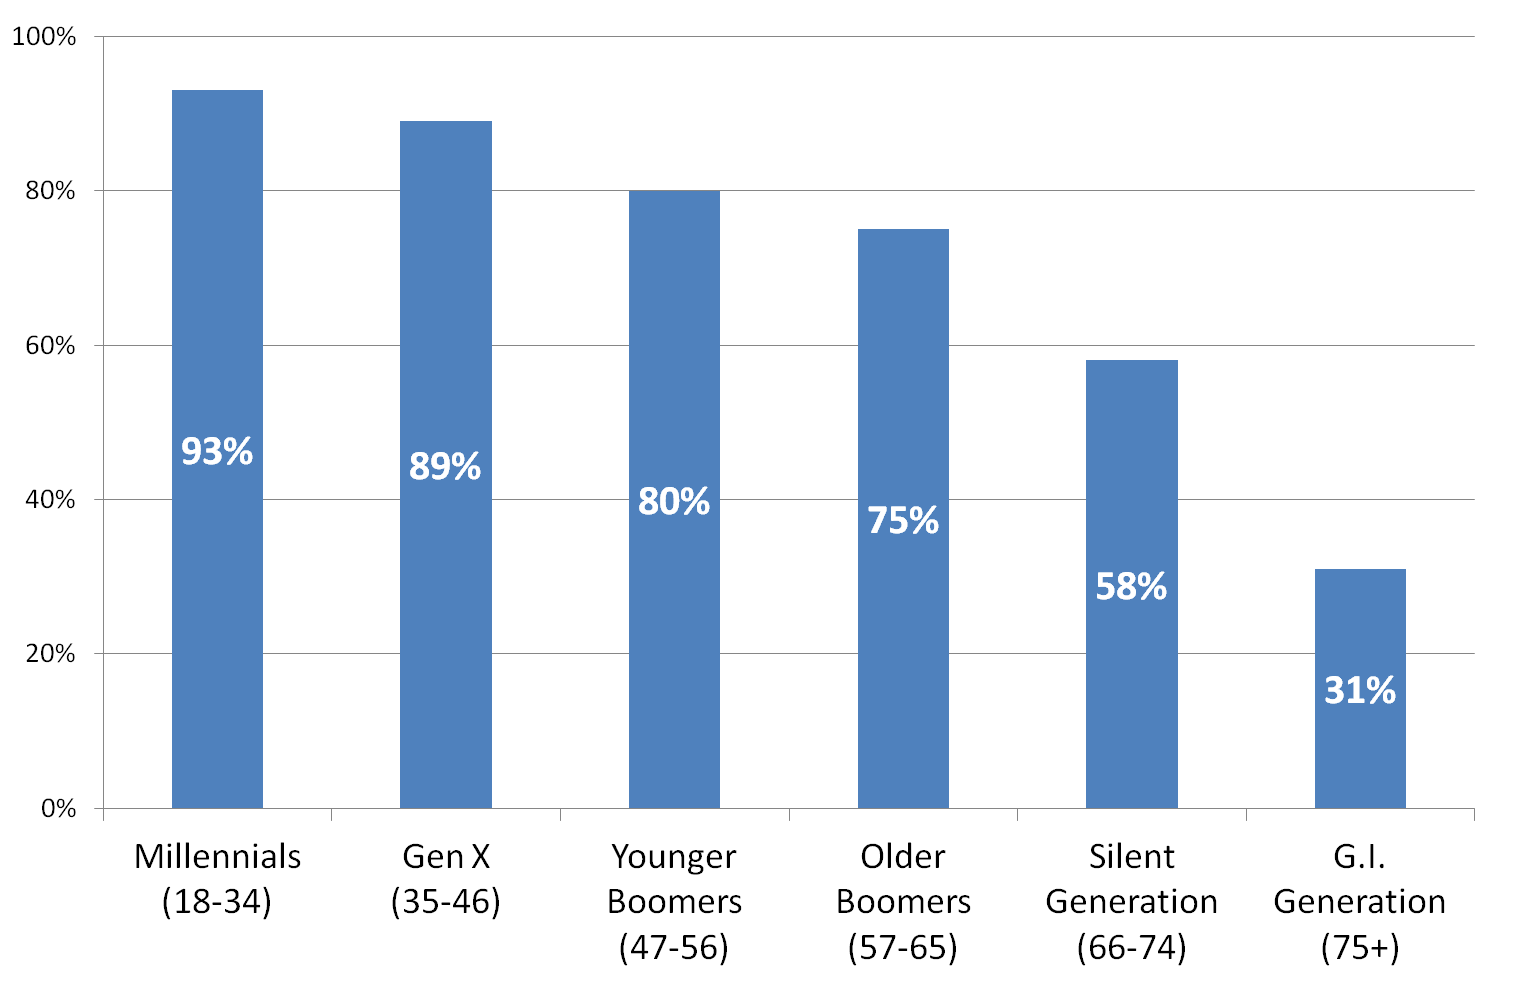 100%
80%
60%
40%
20%
0%
93%
89%
80%
75%
58%
31%
Millennials
(18-34)
Gen X
(35-46)
Younger
Boomers
(47-56)
Older
Boomers
(57-65)
Silent
Generation
(66-74)
G.I.
Generation
(75+)